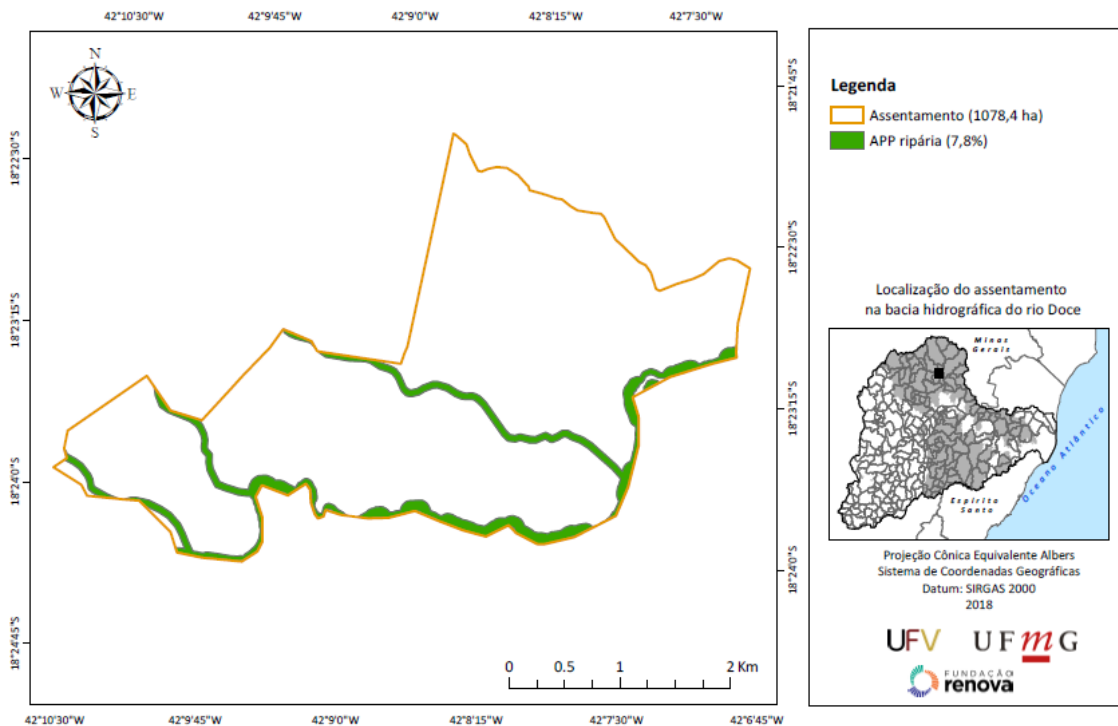 42°10'30"W 42°9'45"W 42°9'0"W 42°8'15"W 42°7'30"W
N
W E
S
18°22'30"S
18°23'15"S
18°24'0"S
18°24'45"S
18°21'45"S
18°22'30"S
18°23'15"S
18°24'0"S
0 0.5 1 2 Km
42°10'30"W 42°9'45"W 42°9'0"W 42°8'15"W 42°7'30"W 42°6'45"W
Legenda
Assentamento (1078,4 ha)
APP ripária (7,8%)
Localização do assentamento
na bacia hidrográfica do rio Doce
Minas
Gerais
Oceano Atlântico
Espírito
Santo
Projeção Cônica Equivalente Albers
Sistema de Coordenadas Geográficas
Datum: SIRGAS 2000
2018
UFV UFmG
FUNDAÇÃO
renova